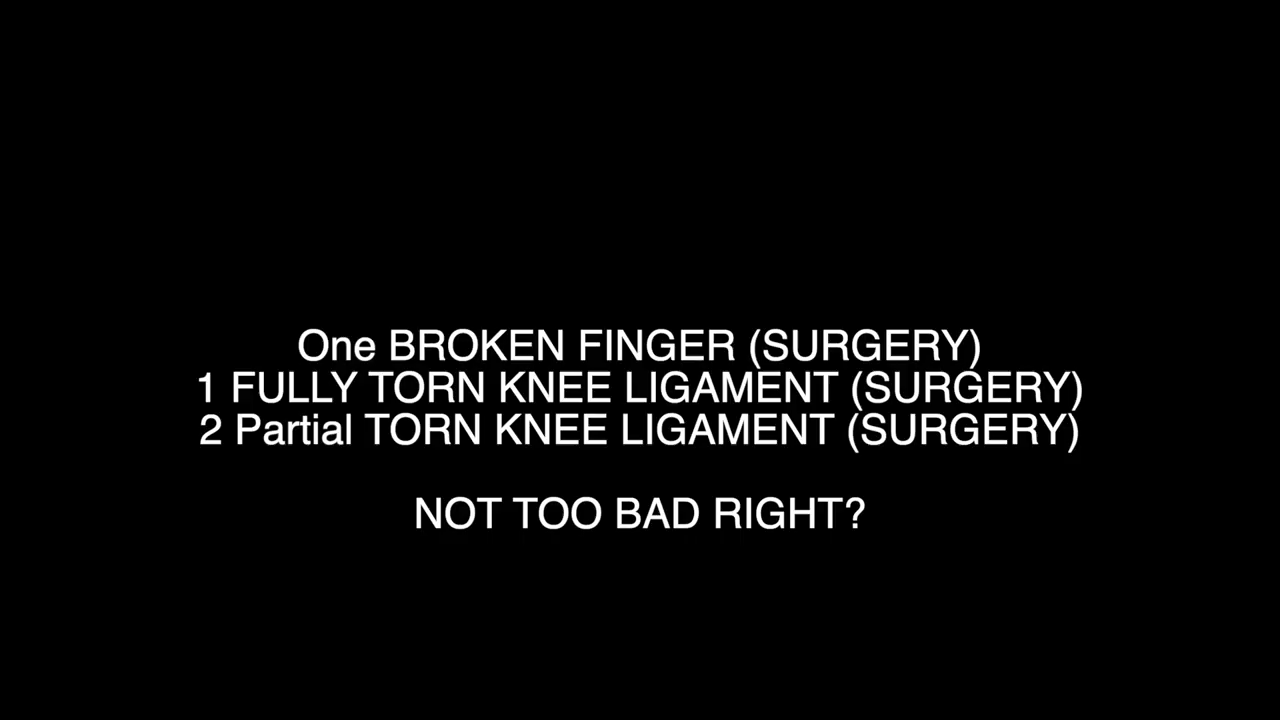 One BROKEN FINGER (SURGERY)
1 FULLY TORN KNEE LIGAMENT (SURGERY)
2 Partial TORN KNEE LIGAMENT (SURGERY)
NOT TOO BAD RIGHT?